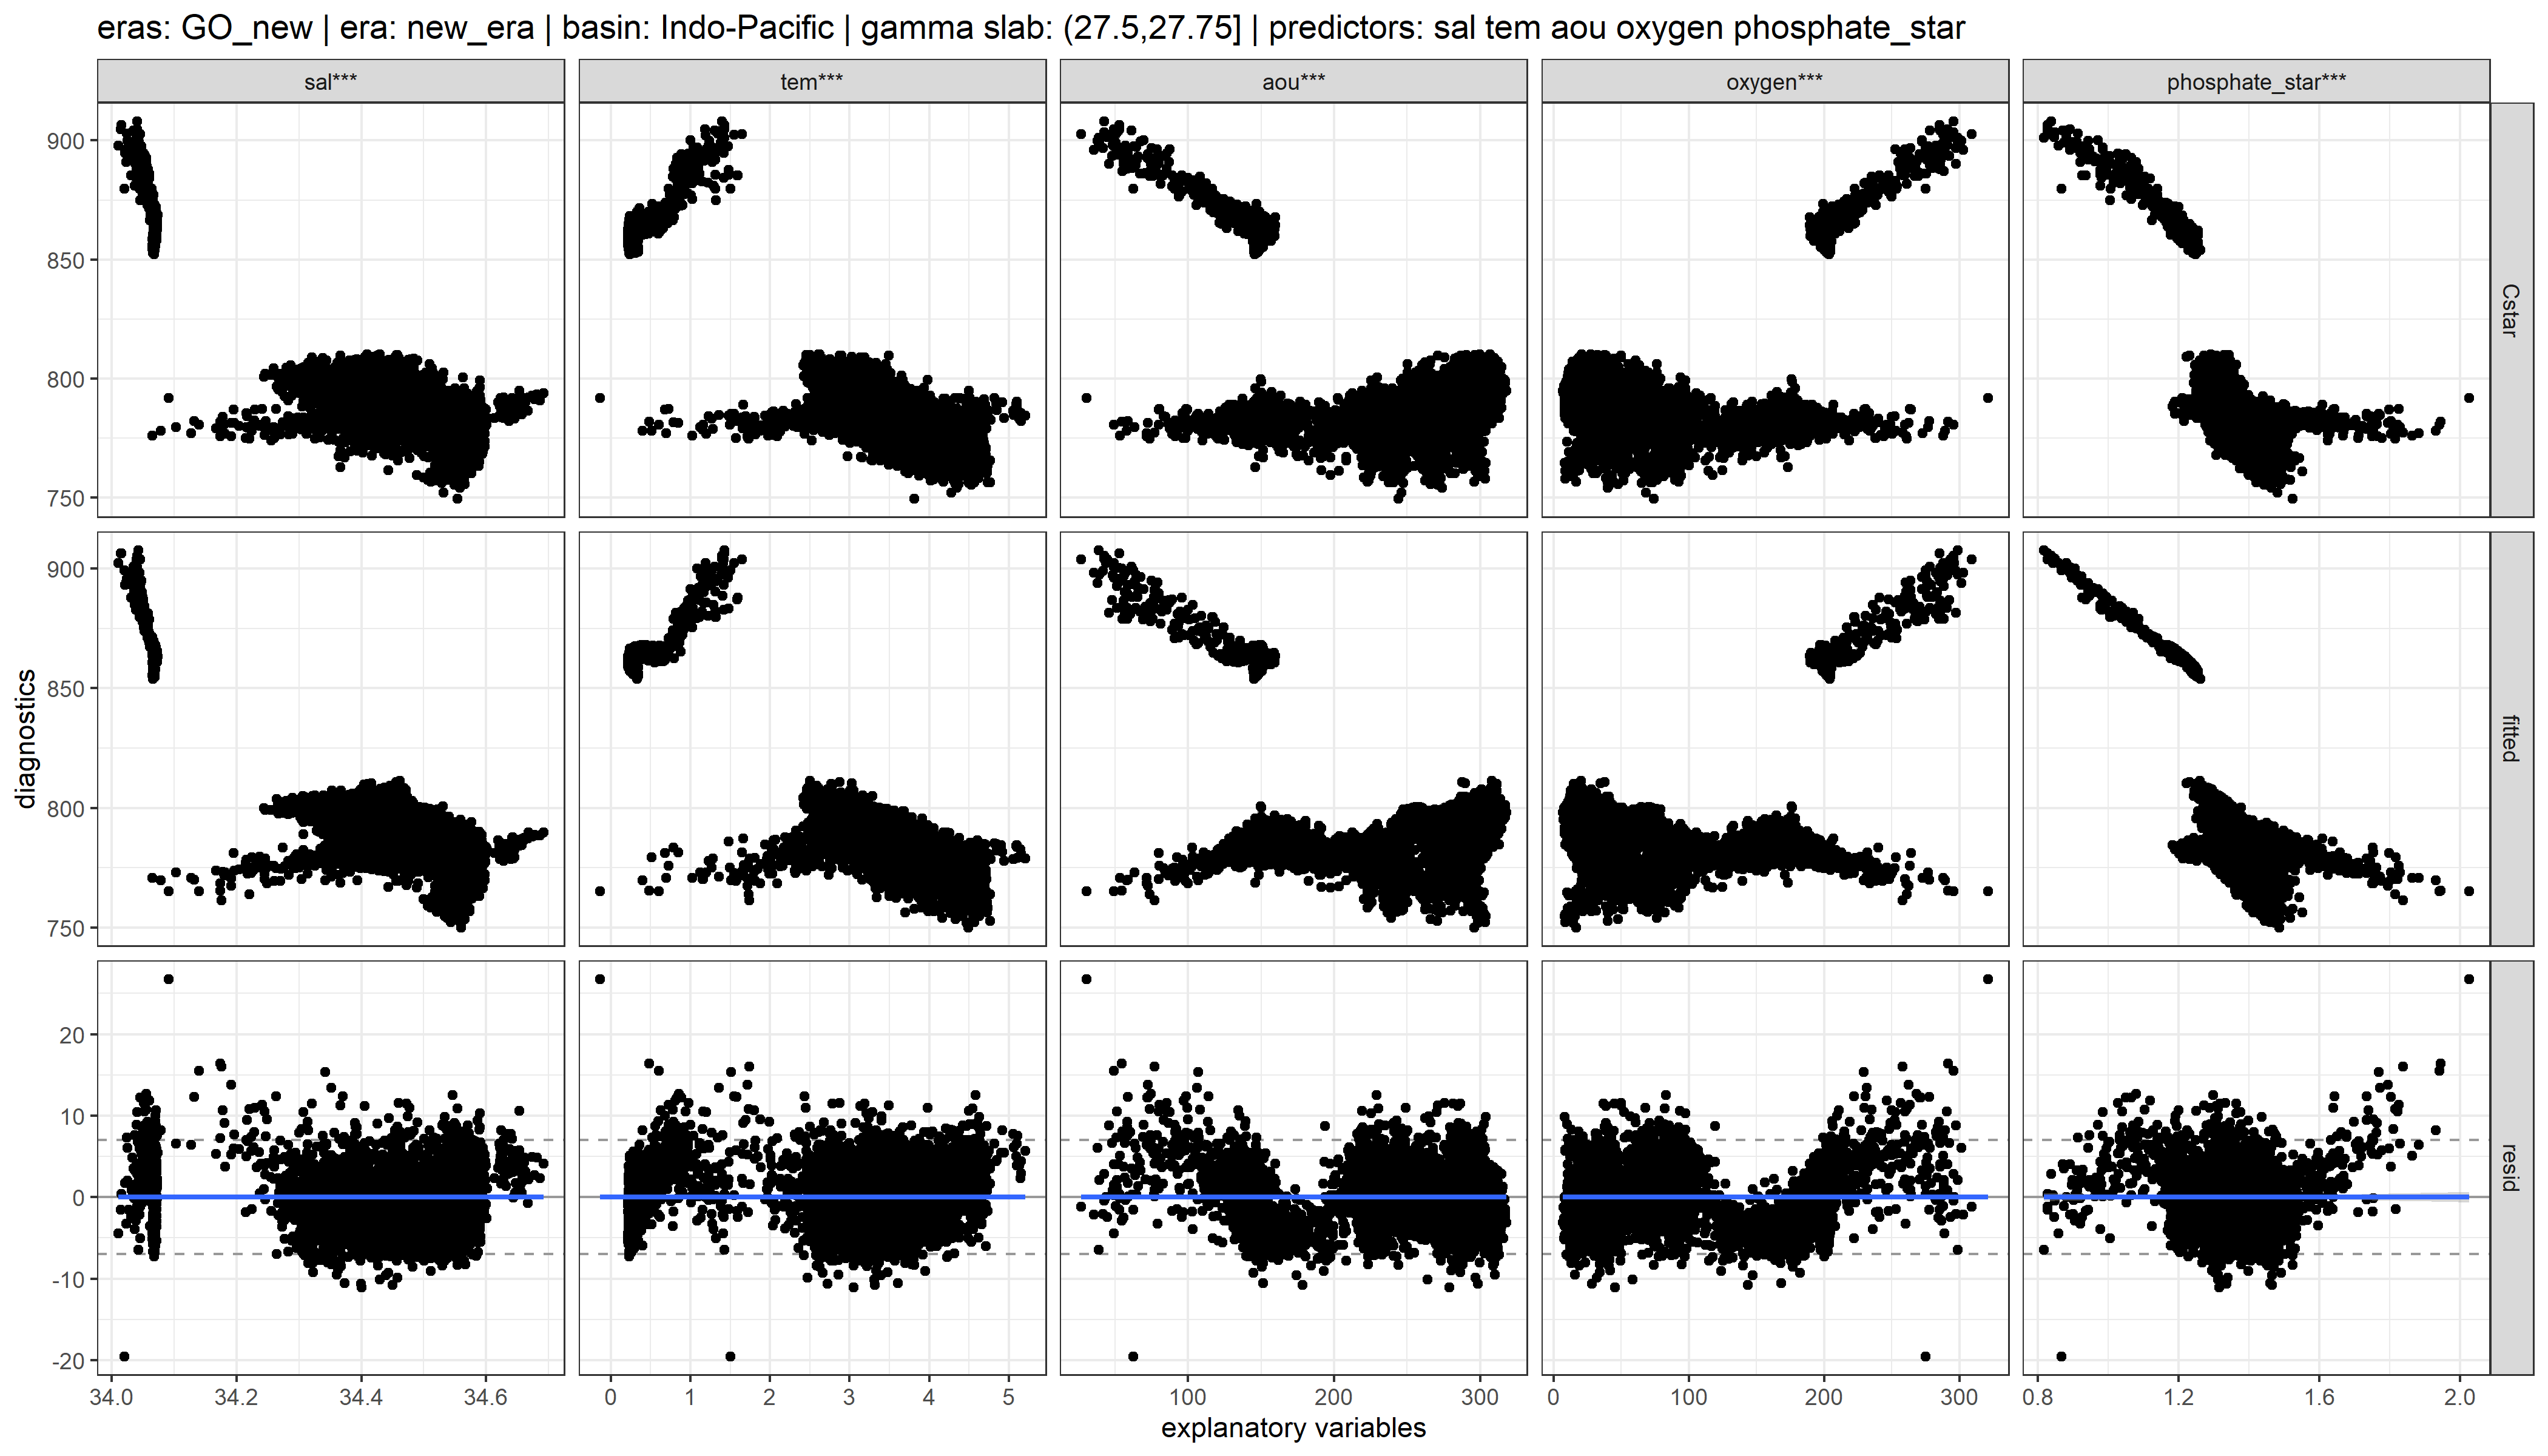 eras: GO_new | era: new_era | basin: Indo-Pacific | gamma slab: (27.5,27.75] | predictors: sal tem aou oxygen phosphate_star
sal*** tem*** aou*** oxygen*** phosphate_star***
900
850
800
750
Cstar
900
850
800
750
fitted
diagnostics
20
10
0
-10
-20
resid
34.0 34.2 34.4 34.6 0 1 2 3 4 5 100 200 300 0 100 200 300 0.8 1.2 1.6 2.0
explanatory variables